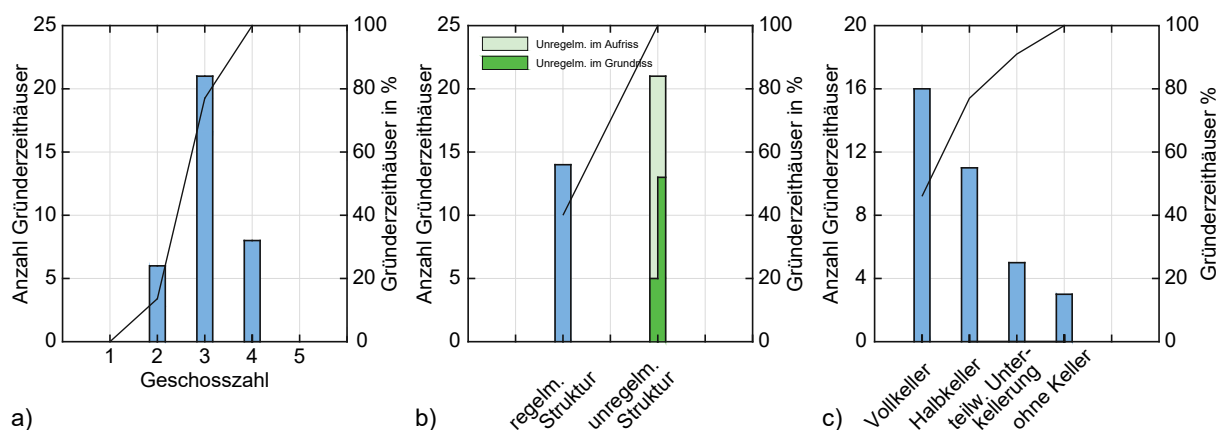 25
20
15
10
5
0
Anzahl Gründerzeithäuser
100
80
60
40
20
0
Gründerzeithäuser in %
1 2 3 4 5
Geschosszahl
a)
25
20
15
10
5
0
Anzahl Gründerzeithäuser
Unregelm. im Aufriss
Unregelm. im Grundriss
100
80
60
40
20
0
Gründerzeithäuser in %
regelm.
Struktur
unregelm.
Struktur
b)
20
16
12
8
4
0
Anzahl Gründerzeithäuser
100
80
60
40
20
0
Gründerzeithäuser %
Vollkeller
Halbkeller
teilw Unter-
kellerung
ohne Keller
c)